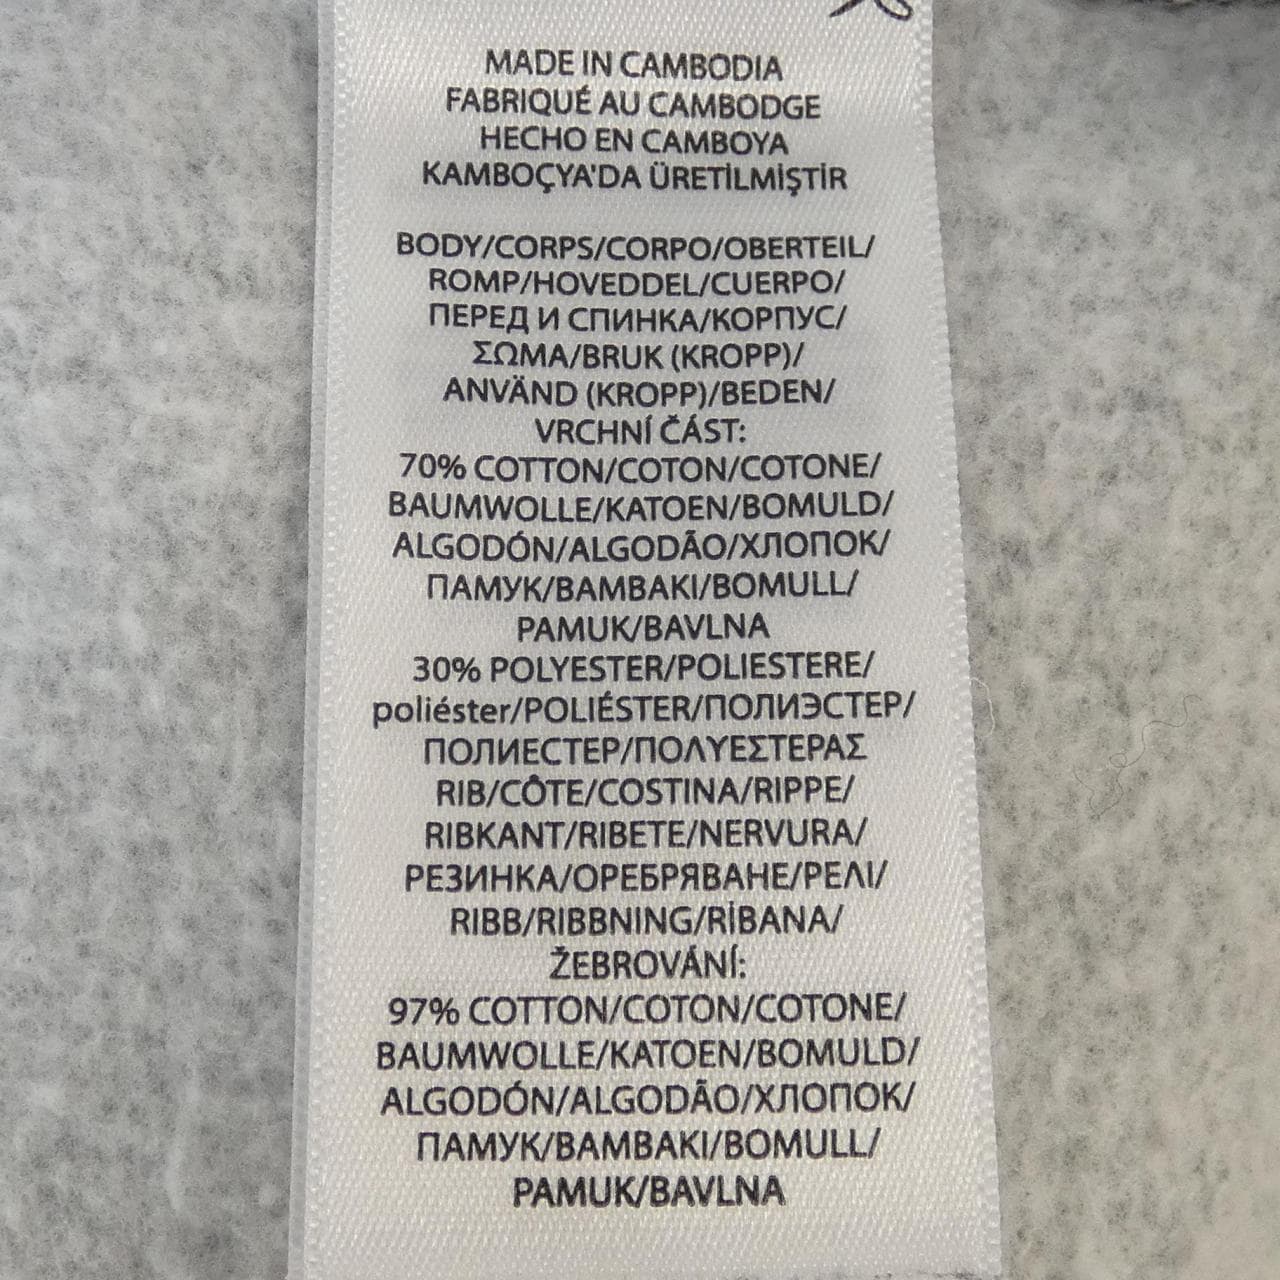 MADE IN CAMBODIA
FABRIQUÉ AU CAMBODGE
HECHO EN CAMBOYA
KAMBOÇYA'DA ÜRETİLMİŞTİR
BODY/CORPS/CORPO/OBERTEIL/
ROMP/HOVEDDEL/CUERPO/
ПЕРЕД И СПИНКА/КОРПУС/
ΣΩΜΑ/BRUK (KROPP)/
ANVÄND (KROPP)/BEDEN/
VRCHNÍ ČÁST:
70% COTTON/COTON/COTONE/
BAUMWOLLE/KATOEN/BOMULD/
ALGODÓN/ALGODÃO/ХЛОПОК/
ПАМУК/ΒΑΜΒΑΚΙ/BOMULL/
PAMUK/BAVLNA
30% POLYESTER/POLIESTERE/
poliéster/POLIÉSTER/ПОЛИЭСТЕР/
ПОЛИЕСТЕР/ΠΟΛΥΕΣΤΕΡΑΣ
RIB/CÔTE/COSTINA/RIPPE/
RIBKANT/RIBETE/NERVURA/
РЕЗИНКА/ОРЕБРЯВАНЕ/ΡΕΛΙ/
RIBB/RIBBNING/RİBANA/
ŽEBROVÁNÍ:
97% COTTON/COTON/COTONE/
BAUMWOLLE/KATOEN/BOMULD/
ALGODÓN/ALGODÃO/ХЛОПОК/
ПАМУК/ΒΑΜΒΑΚΙ/BOMULL/
PAMUK/BAVLNA